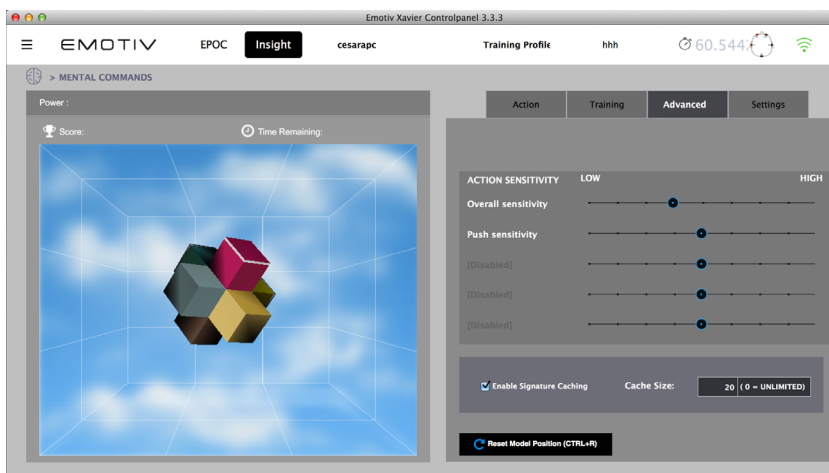 Emotiv Xavier Controlpanel 3.3.3
EMOTIV EPOC Insight cesarapc Training Profile hhh 60.544%
> MENTAL COMMANDS
Power :
Score: Time Remaining:
Action Training Advanced Settings
ACTION SENSITIVITY LOW HIGH
Overall sensitivity
Push sensitivity
[Disabled]
[Disabled]
[Disabled]
Enable Signature Caching Cache Size: 20 ( 0 = UNLIMITED)
Reset Model Position (CTRL+R)